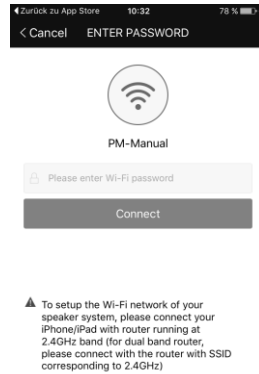 Zurück zu App Store 10:32 78 %
< Cancel ENTER PASSWORD
PM-Manual
Please enter Wi-Fi password
Connect
To setup the Wi-Fi network of your
speaker system, please connect your
iPhone/iPad with router running at
2.4GHz band (for dual band router,
please connect with the router with SSID
corresponding to 2.4GHz)